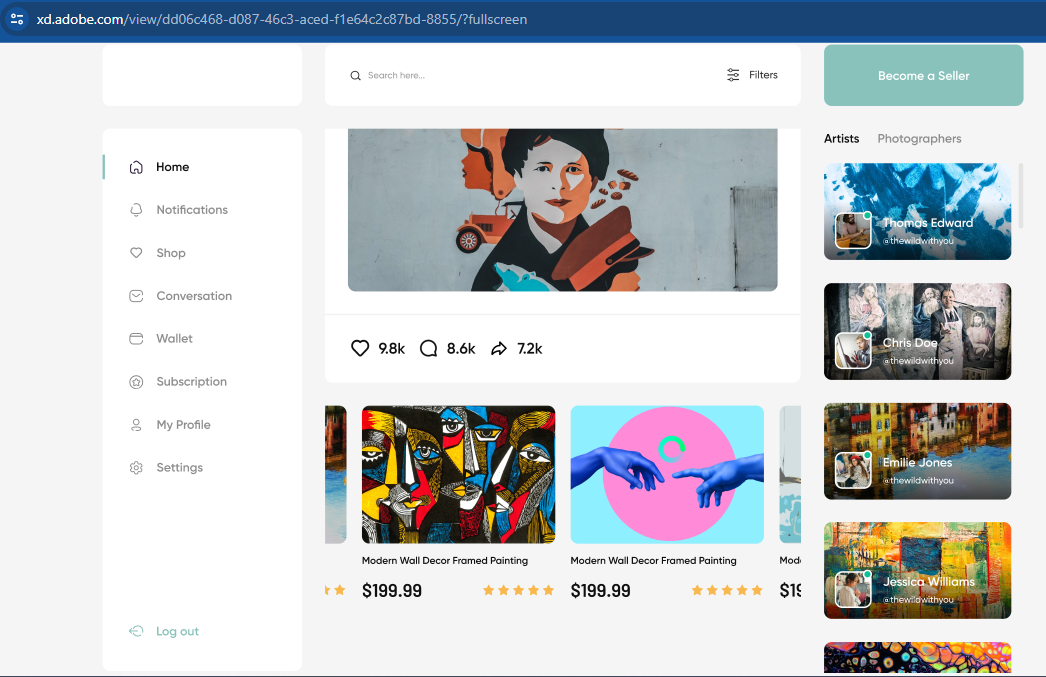 xd.adobe.com/view/dd06c468-d087-46c3-aced-f1e64c2c87bd-8855/?fullscreen
Search here...
Filters
Become a Seller
Home
Notifications
Shop
Conversation
Wallet
Subscription
My Profile
Settings
Log out
9.8k 8.6k 7.2k
Modern Wall Decor Framed Painting
$199.99
Modern Wall Decor Framed Painting
$199.99
Mode
$19
Artists Photographers
Thomas Edward
@thewildwithyou
Chris Doe
@thewildwithyou
Emilie Jones
@thewildwithyou
Jessica Williams
@thewildwithyou